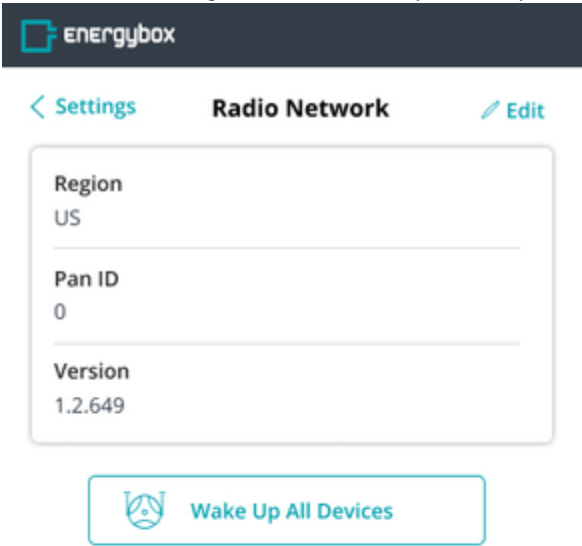 energybox
Settings Radio Network Edit
Region
US
Pan ID
0
Version
1.2.649
Wake Up All Devices